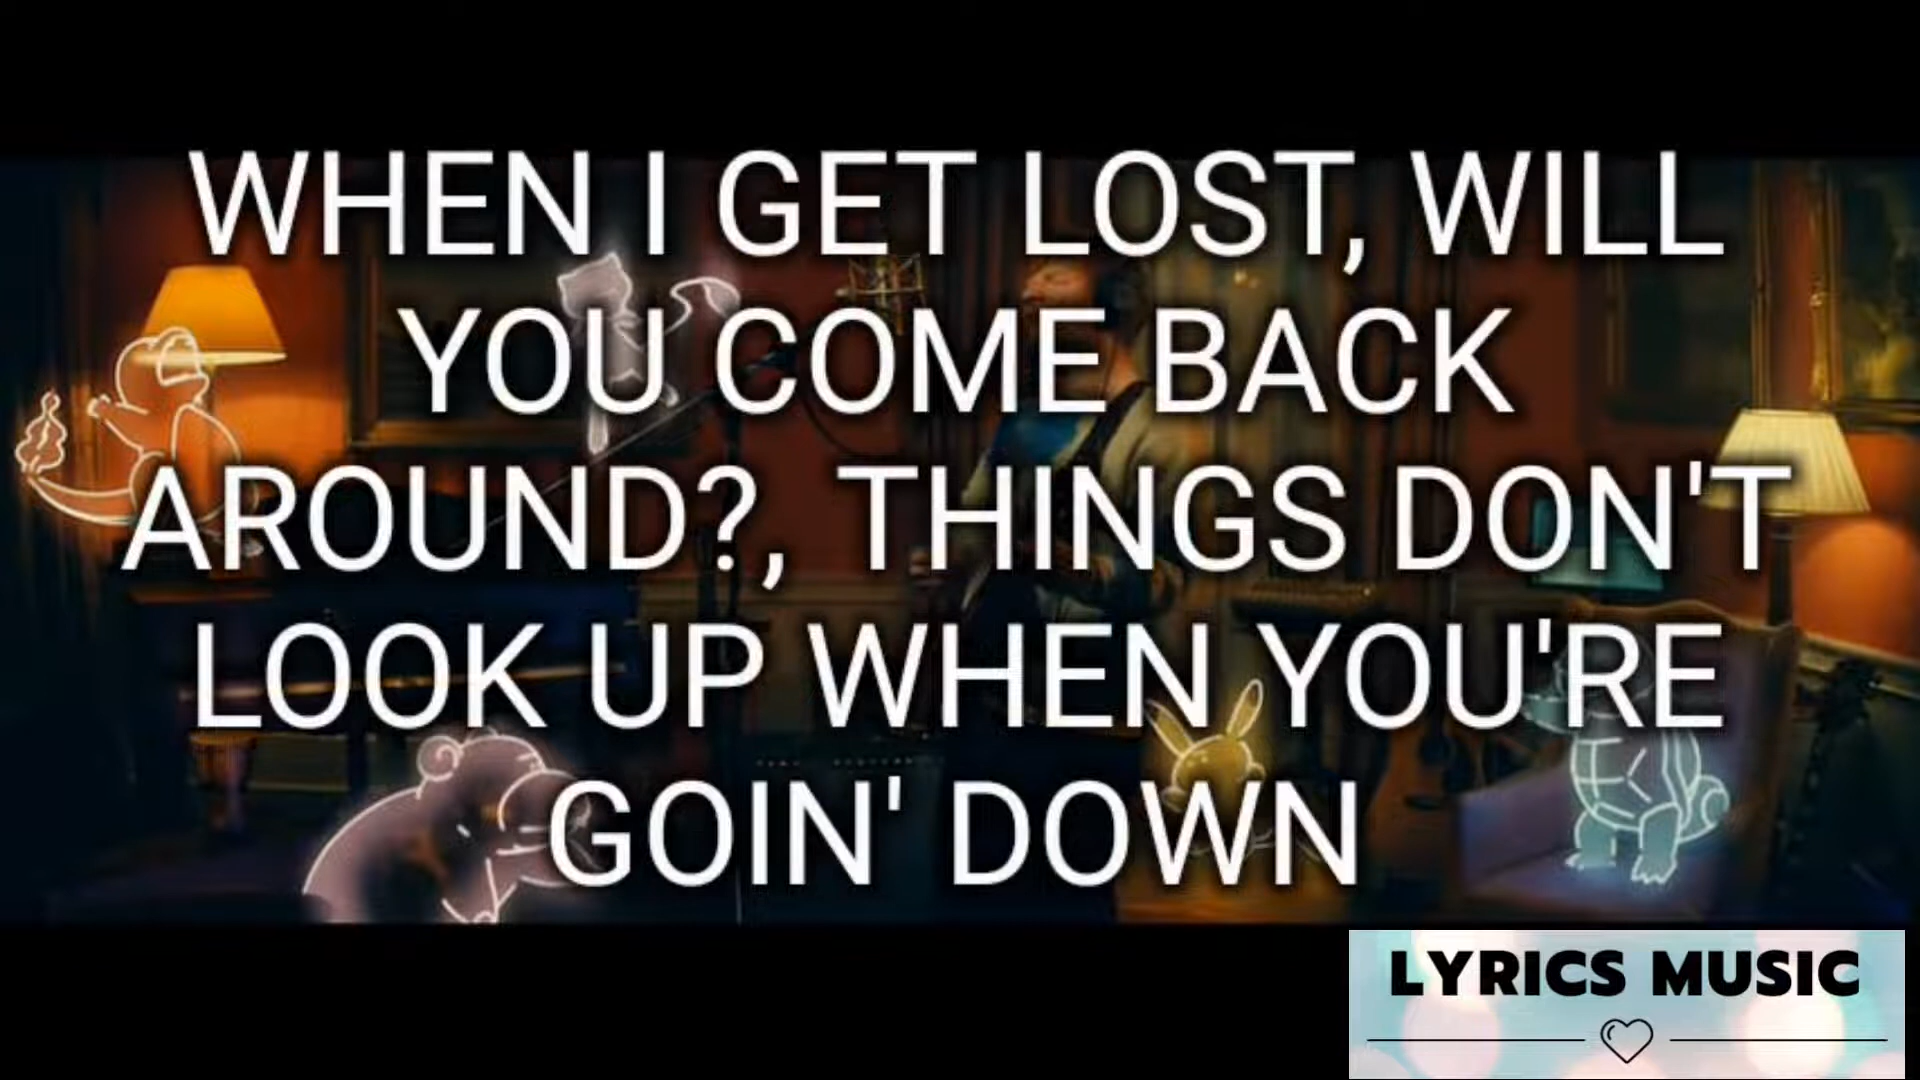 WHEN I GET LOST, WILL
YOU COME BACK
AROUND?, THINGS DON'T
LOOK UP WHEN YOU'RE
GOIN' DOWN
LYRICS MUSIC